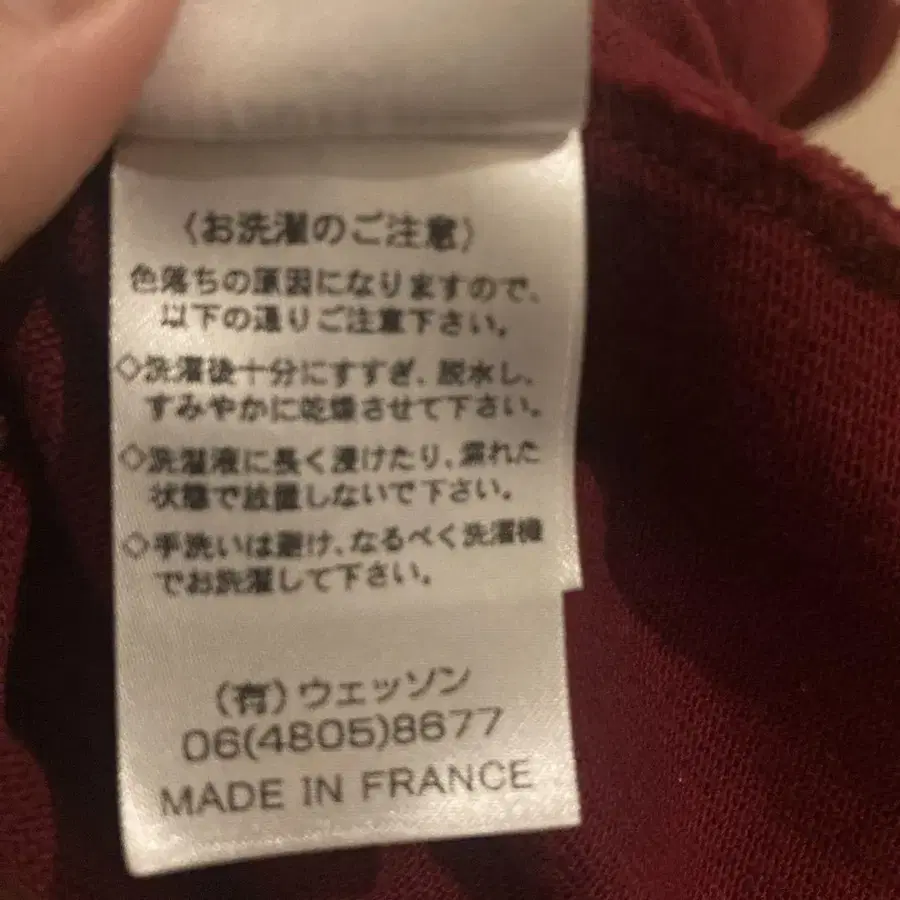 〈お洗濯のご注意〉
色落ちの原因になりますので、
以下の通りご注意下さい。
◇洗濯後十分にすすぎ、脱水し、
すみやかに乾燥させて下さい。
◇洗濯液に長く浸けたり、濡れた
状態で放置しないで下さい。
◇手洗いは避け、なるべく洗濯機
でお洗濯して下さい。
(有)ウェッソン
06(4805)8677
MADE IN FRANCE